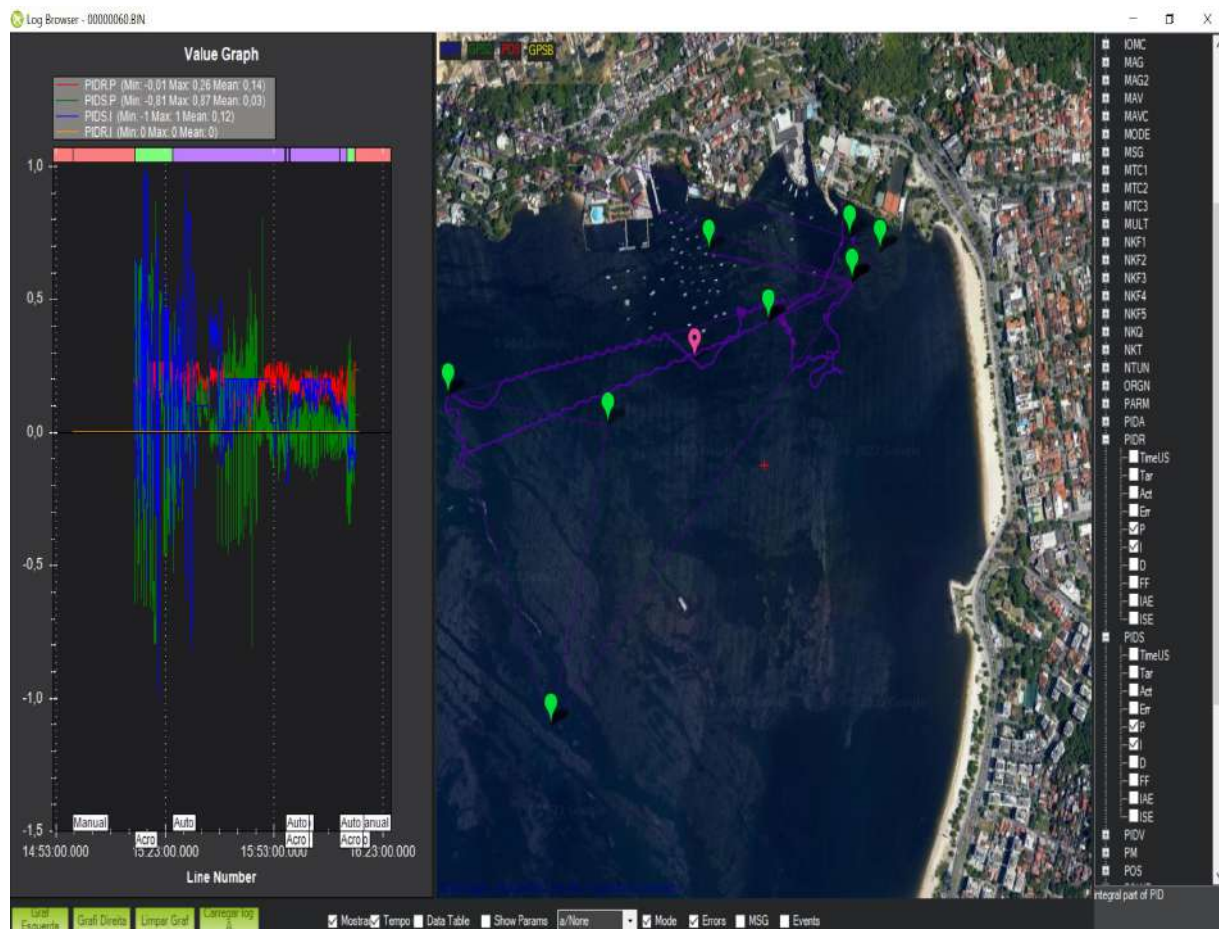 Log Browser - 00000060.BIN
Value Graph
PIDR.P (Min: -0,01 Max: 0,26 Mean: 0,14)
PIDS.P (Min: -0,81 Max: 0,87 Mean: 0,03)
PIDS.I (Min: -1 Max: 1 Mean: 0,12)
PIDR.I (Min: 0 Max: 0 Mean: 0)
1,0
0,5
0,0
-0,5
-1,0
-1,5
Manual
Auto
Auto
Auto
anual
Acro
Acro
Acro
14:53:00.000
15:23:00.000
15:53:00.000
16:23:00.000
Line Number
POS
GPSB
IOMC
MAG
MAG2
MAV
MAVC
MODE
MSG
MTC1
MTC2
MTC3
MULT
NKF1
NKF2
NKF3
NKF4
NKF5
NKQ
NKT
NTUN
ORGN
PARM
PIDA
PIDR
TimeUS
Tar
Act
Err
P
I
D
FF
IAE
ISE
PIDS
TimeUS
Tar
Act
Err
P
I
D
FF
IAE
ISE
PIDV
PM
POS
integral part of PID
Graf
Esquerda
Grafi Direita
Limpar Graf
Carregar log
Mostrar
Tempo
Data Table
Show Params
a/None
Mode
Errors
MSG
Events